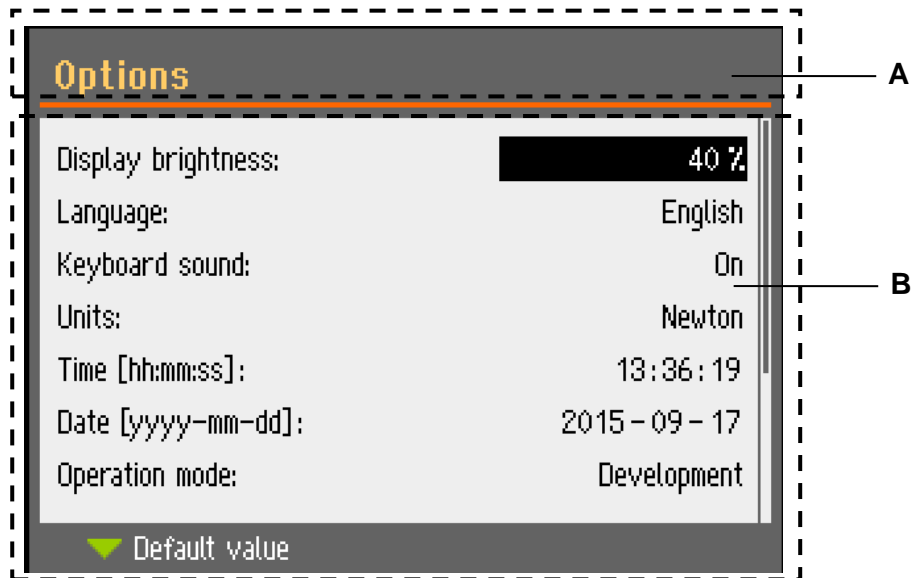 Options
A
Display brightness: 40 %
Language: English
Keyboard sound: On
B
Units: Newton
Time [hh:mm:ss]: 13:36:19
Date [yyyy-mm-dd]: 2015-09-17
Operation mode: Development
Default value